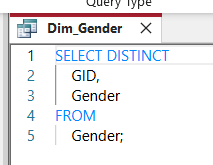 Query Type
Dim_Gender
1 SELECT DISTINCT
2 GID,
3 Gender
4 FROM
5 Gender;